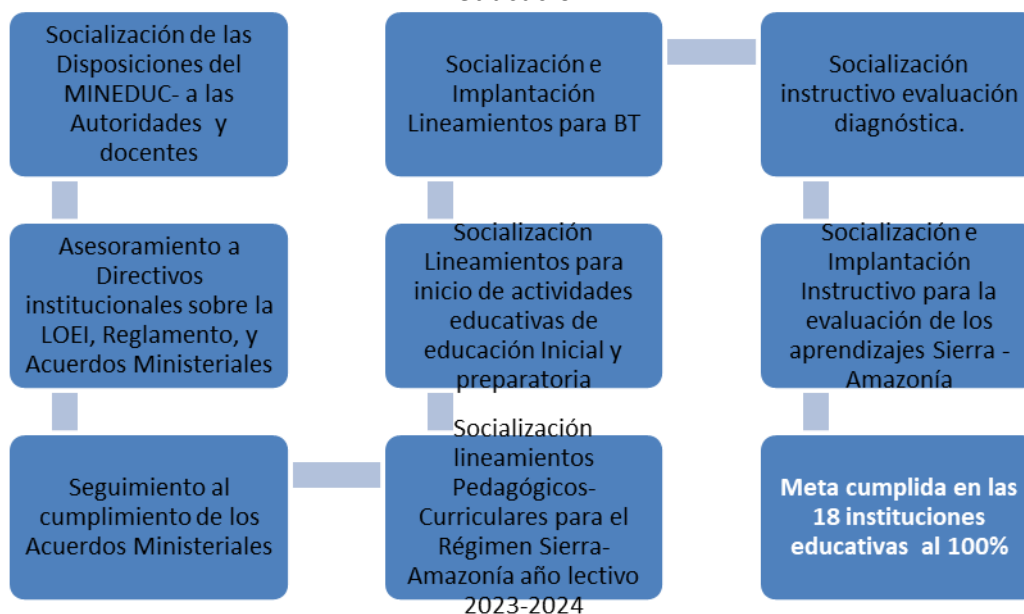 Socialización de las
Disposiciones del
MINEDUC- a las
Autoridades y
docentes
Asesoramiento a
Directivos
institucionales sobre la
LOEI, Reglamento, y
Acuerdos Ministeriales
Seguimiento al
cumplimiento de los
Acuerdos Ministeriales
Socialización
lineamientos
Pedagógicos-
Curriculares para el
Régimen Sierra-
Amazonía año lectivo
2023-2024
Socialización
Lineamientos para
inicio de actividades
educativas de
educación Inicial y
preparatoria
Socialización e
Implantación
Lineamientos para BT
Socialización
instructivo evaluación
diagnóstica.
Socialización e
Implantación
Instructivo para la
evaluación de los
aprendizajes Sierra -
Amazonía
Meta cumplida en las
18 instituciones
educativas al 100%